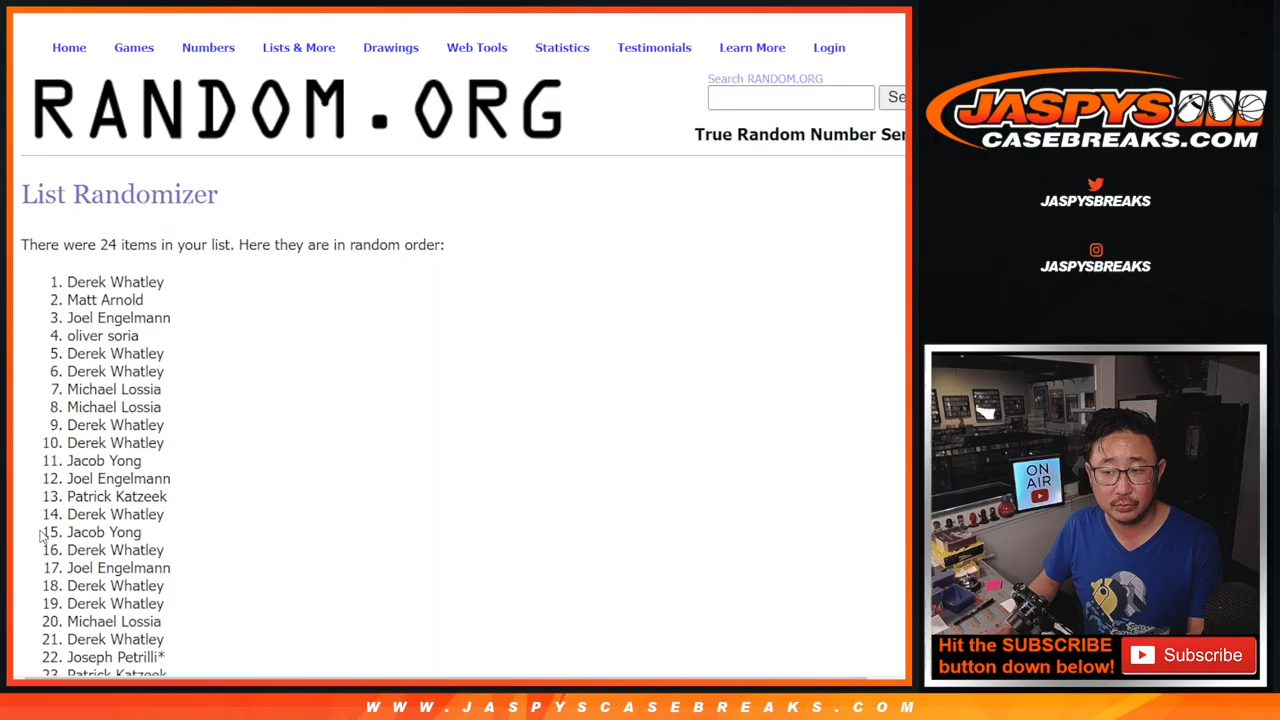 Home Games Numbers Lists & More Drawings Web Tools Statistics Testimonials Learn More Login
RANDOM.ORG
Search RANDOM.ORG
Se
True Random Number Ser
List Randomizer
There were 24 items in your list. Here they are in random order:
1. Derek Whatley
2. Matt Arnold
3. Joel Engelmann
4. oliver soria
5. Derek Whatley
6. Derek Whatley
7. Michael Lossia
8. Michael Lossia
9. Derek Whatley
10. Derek Whatley
11. Jacob Yong
12. Joel Engelmann
13. Patrick Katzeek
14. Derek Whatley
15. Jacob Yong
16. Derek Whatley
17. Joel Engelmann
18. Derek Whatley
19. Derek Whatley
20. Michael Lossia
21. Derek Whatley
22. Joseph Petrilli*
23. Patrick Katzeek
JASPYS
CASEBREAKS.COM
JASPYSBREAKS
JASPYSBREAKS
ON
AIR
Hit the SUBSCRIBE
button down below!
Subscribe
WWW.JASPYSCASEBREAKS.COM